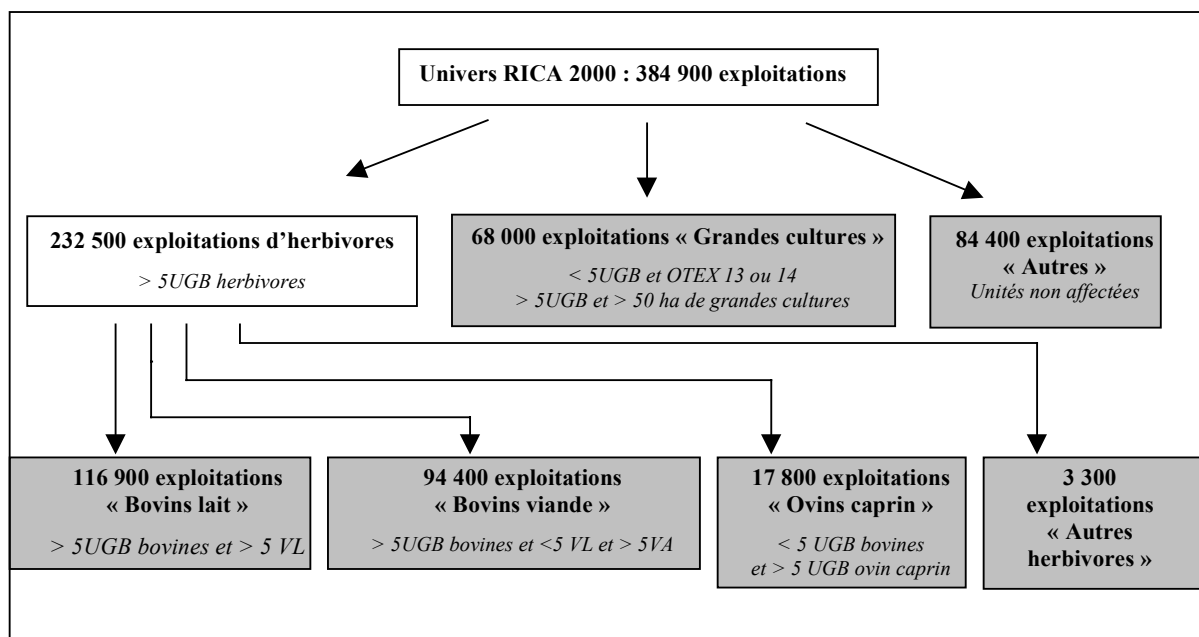 Univers RICA 2000 : 384 900 exploitations
232 500 exploitations d’herbivores
> 5UGB herbivores
68 000 exploitations « Grandes cultures »
< 5UGB et OTEX 13 ou 14
> 5UGB et > 50 ha de grandes cultures
84 400 exploitations
« Autres »
Unités non affectées
116 900 exploitations
« Bovins lait »
> 5UGB bovines et > 5 VL
94 400 exploitations
« Bovins viande »
> 5UGB bovines et <5 VL et > 5VA
17 800 exploitations
« Ovins caprin »
< 5 UGB bovines
et > 5 UGB ovin caprin
3 300
exploitations
« Autres
herbivores »